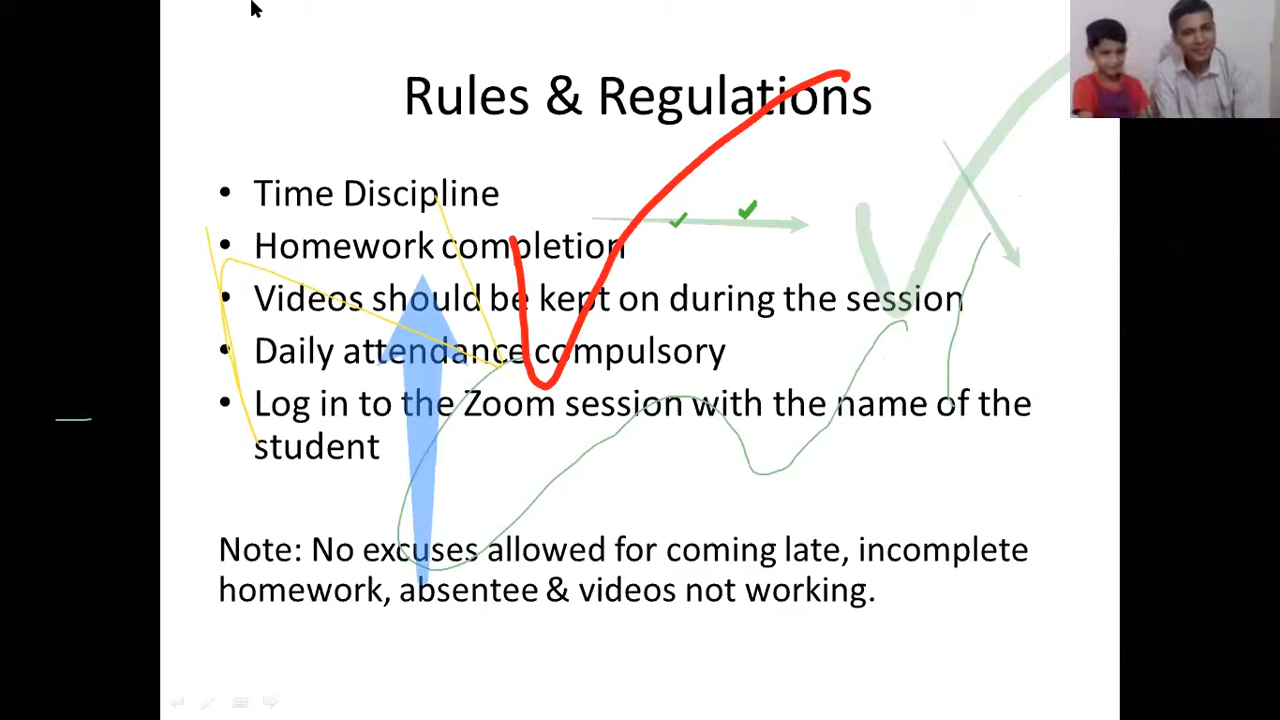 Rules & Regulations
• Time Discipline
• Homework completion
• Videos should be kept on during the session
• Daily attendance compulsory
• Log in to the Zoom session with the name of the
student
Note: No excuses allowed for coming late, incomplete
homework, absentee & videos not working.